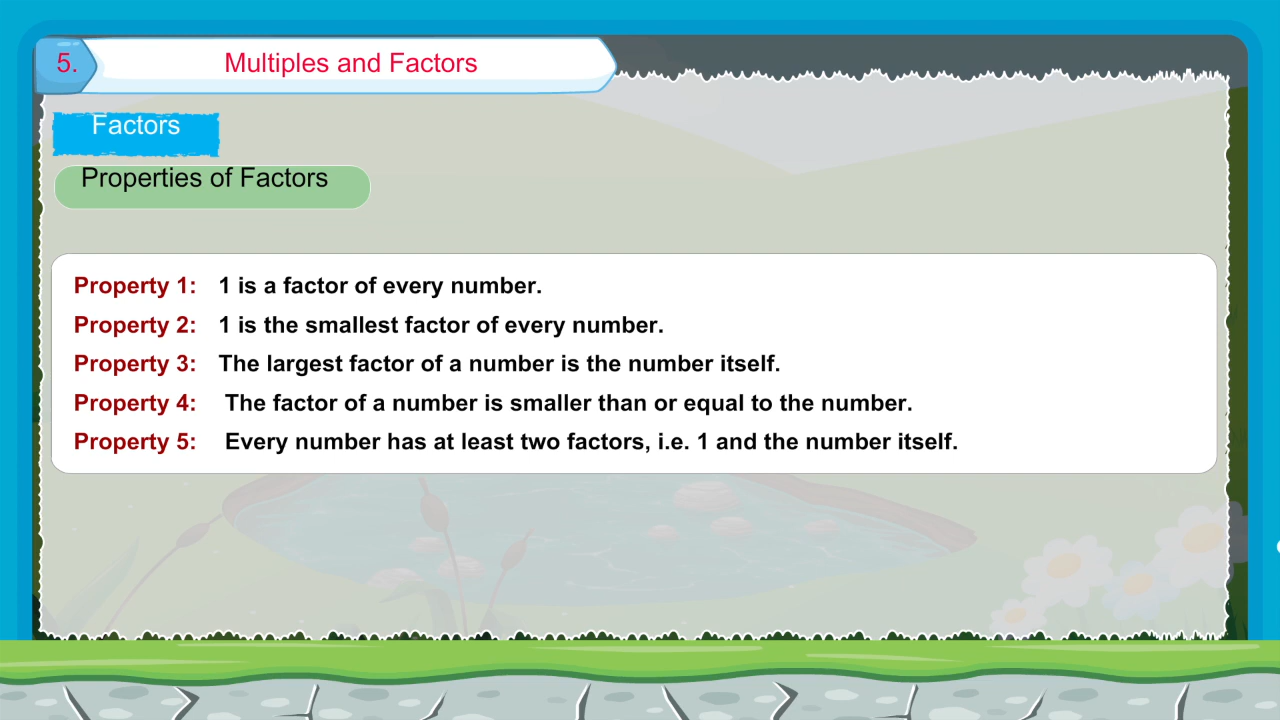 5. Multiples and Factors
Factors
Properties of Factors
Property 1: 1 is a factor of every number.
Property 2: 1 is the smallest factor of every number.
Property 3: The largest factor of a number is the number itself.
Property 4: The factor of a number is smaller than or equal to the number.
Property 5: Every number has at least two factors, i.e. 1 and the number itself.